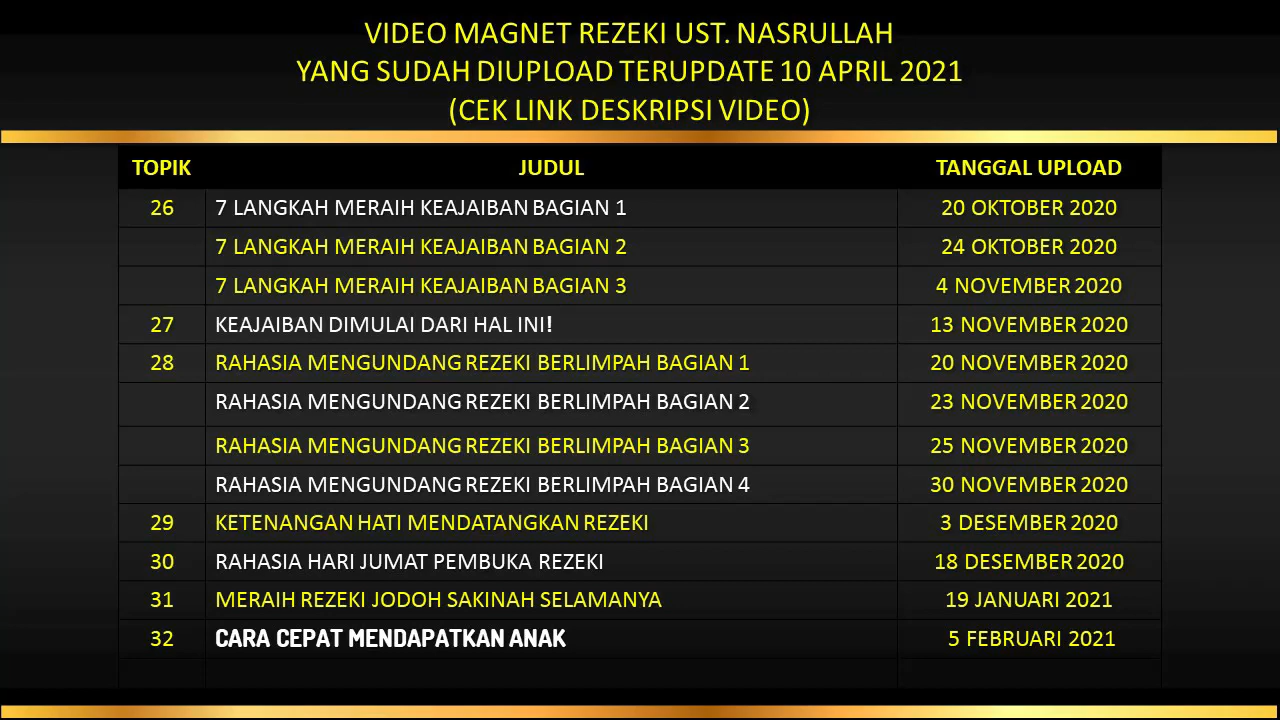 VIDEO MAGNET REZEKI UST. NASRULLAH
YANG SUDAH DIUPLOAD TERUPDATE 10 APRIL 2021
(CEK LINK DESKRIPSI VIDEO)
TOPIK JUDUL TANGGAL UPLOAD
26 7 LANGKAH MERAIH KEAJAIBAN BAGIAN 1 20 OKTOBER 2020
7 LANGKAH MERAIH KEAJAIBAN BAGIAN 2 24 OKTOBER 2020
7 LANGKAH MERAIH KEAJAIBAN BAGIAN 3 4 NOVEMBER 2020
27 KEAJAIBAN DIMULAI DARI HAL INI! 13 NOVEMBER 2020
28 RAHASIA MENGUNDANG REZEKI BERLIMPAH BAGIAN 1 20 NOVEMBER 2020
RAHASIA MENGUNDANG REZEKI BERLIMPAH BAGIAN 2 23 NOVEMBER 2020
RAHASIA MENGUNDANG REZEKI BERLIMPAH BAGIAN 3 25 NOVEMBER 2020
RAHASIA MENGUNDANG REZEKI BERLIMPAH BAGIAN 4 30 NOVEMBER 2020
29 KETENANGAN HATI MENDATANGKAN REZEKI 3 DESEMBER 2020
30 RAHASIA HARI JUMAT PEMBUKA REZEKI 18 DESEMBER 2020
31 MERAIH REZEKI JODOH SAKINAH SELAMANYA 19 JANUARI 2021
32 CARA CEPAT MENDAPATKAN ANAK 5 FEBRUARI 2021